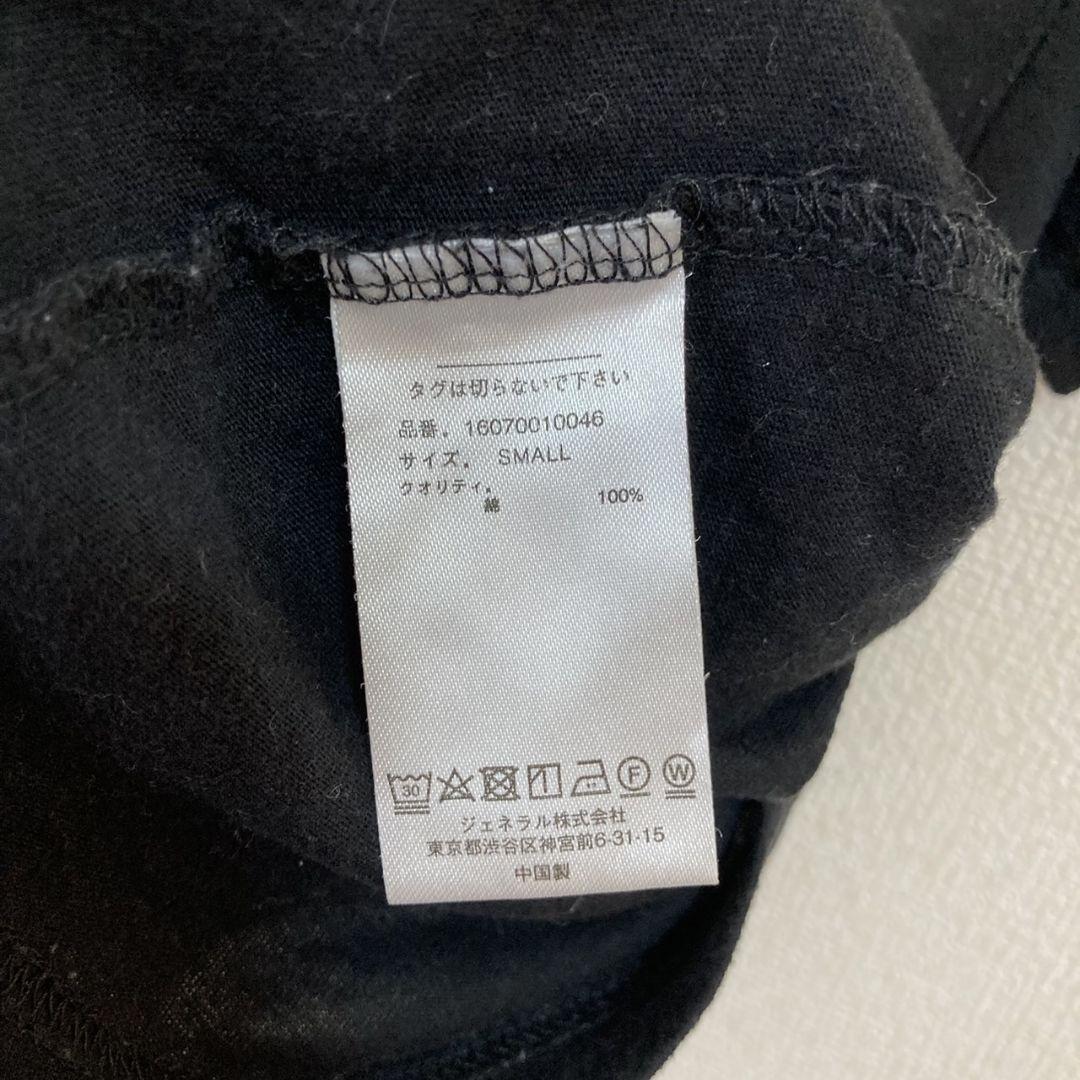 タグは切らないで下さい
品番. 16070010046
サイズ. SMALL
クオリティ.
綿 100%
30 F W
ジェネラル株式会社
東京都渋谷区神宮前6-31-15
中国製